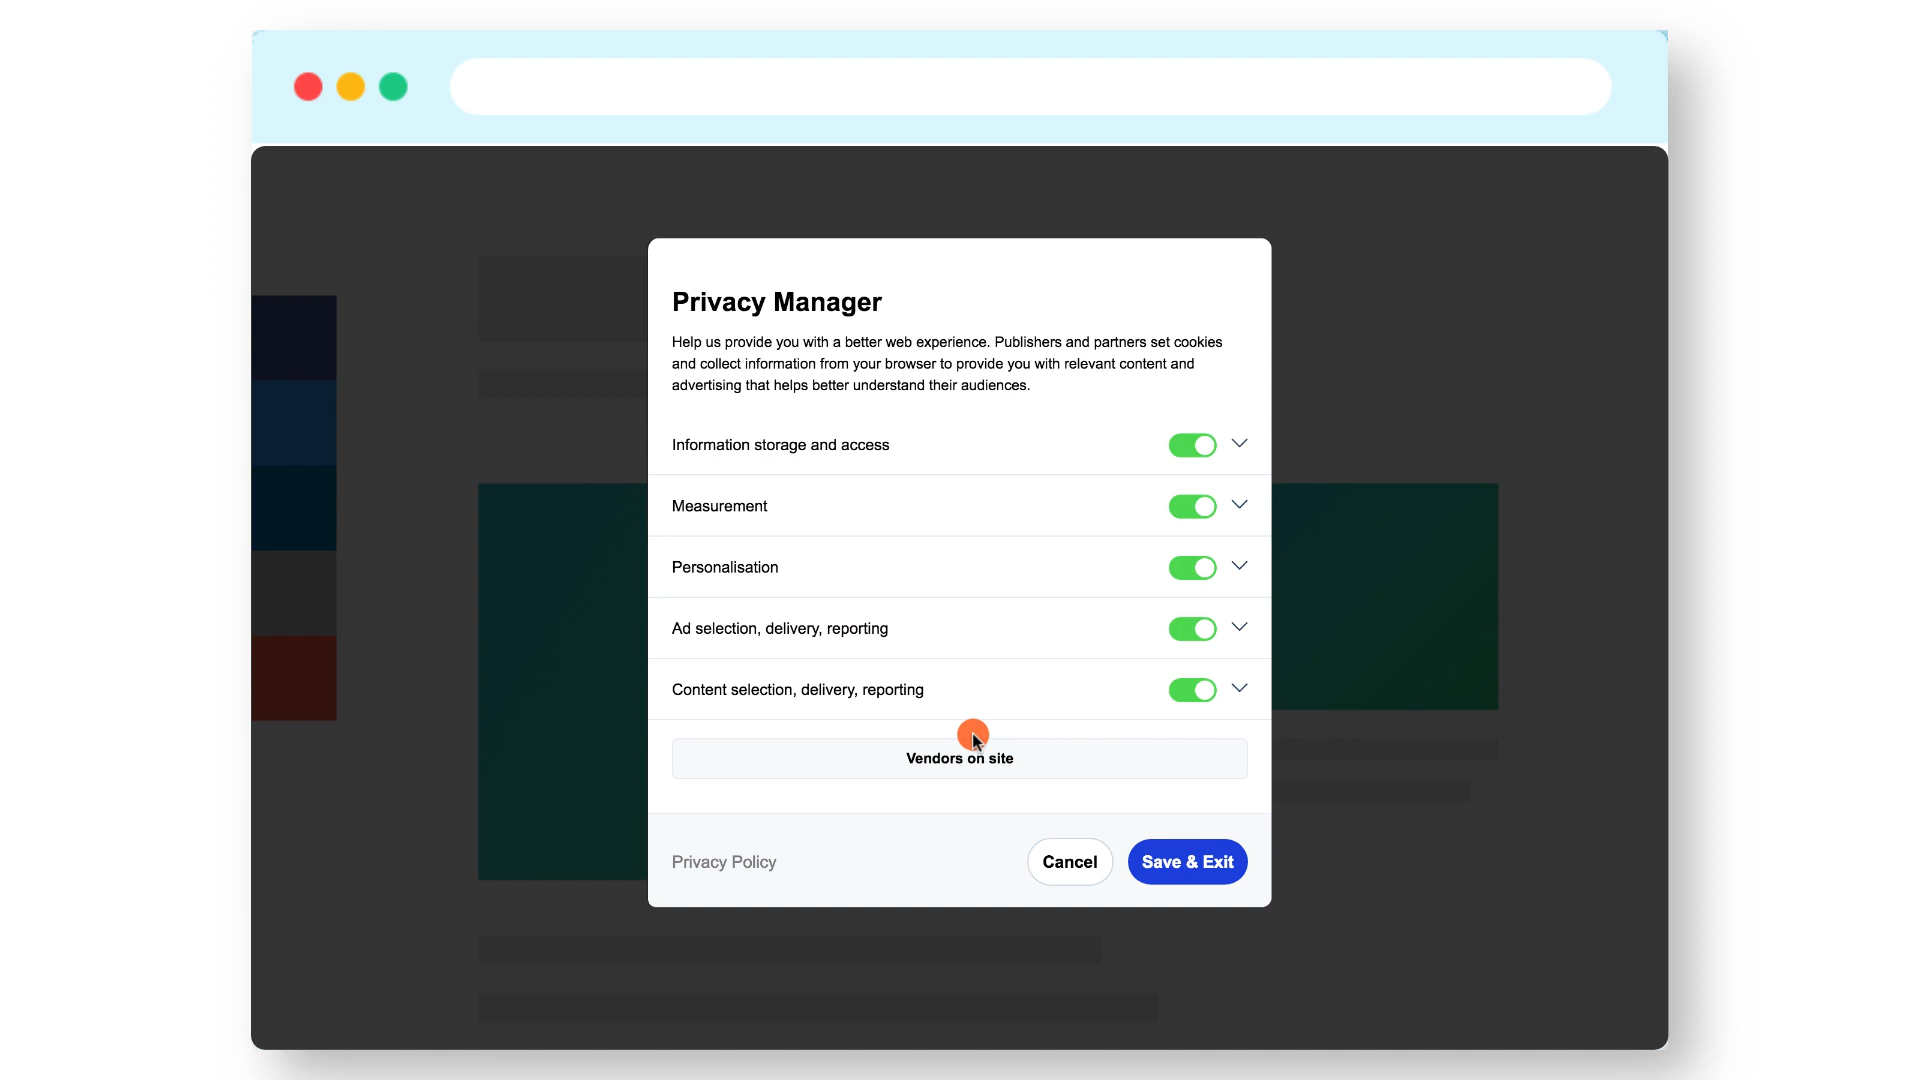 Privacy Manager
Help us provide you with a better web experience. Publishers and partners set cookies
and collect information from your browser to provide you with relevant content and
advertising that helps better understand their audiences.
Information storage and access
Measurement
Personalisation
Ad selection, delivery, reporting
Content selection, delivery, reporting
Vendors on site
Privacy Policy
Cancel
Save & Exit